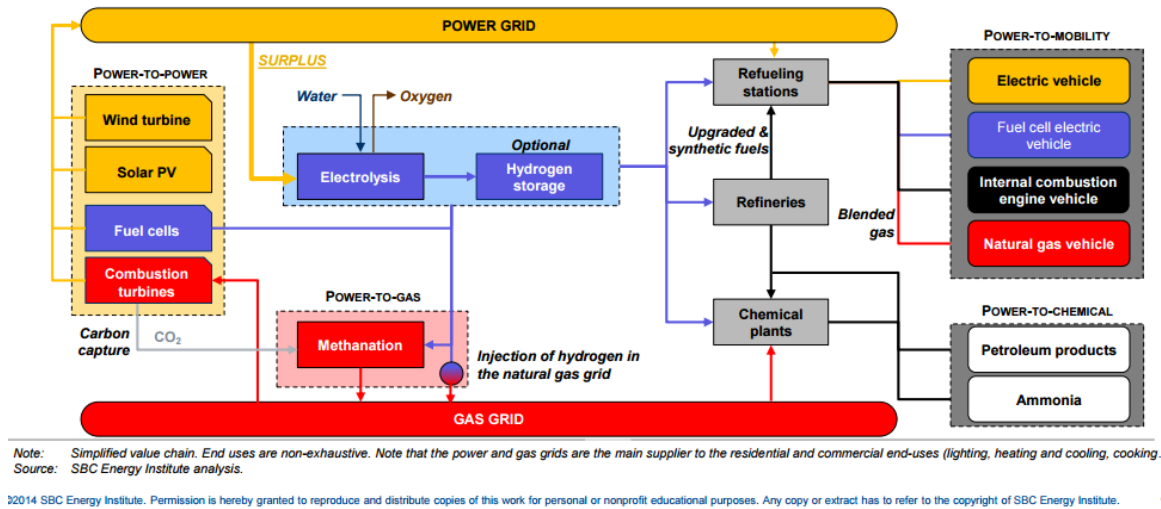 POWER GRID
POWER-TO-MOBILITY
SURPLUS
POWER-TO-POWER
Refueling
stations
Electric vehicle
Water
Oxygen
Wind turbine
Optional
Upgraded &
synthetic fuels
Fuel cell electric
vehicle
Solar PV
Electrolysis
Hydrogen
storage
Internal combustion
engine vehicle
Refineries
Blended
gas
Fuel cells
Natural gas vehicle
Combustion
turbines
POWER-TO-GAS
Chemical
plants
POWER-TO-CHEMICAL
Carbon
capture
CO2
Methanation
Injection of hydrogen in
the natural gas grid
Petroleum products
Ammonia
GAS GRID
Note: Simplified value chain. End uses are non-exhaustive. Note that the power and gas grids are the main supplier to the residential and commercial end-uses (lighting, heating and cooling, cooking
Source: SBC Energy Institute analysis.
©2014 SBC Energy Institute. Permission is hereby granted to reproduce and distribute copies of this work for personal or nonprofit educational purposes. Any copy or extract has to refer to the copyright of SBC Energy Institute.